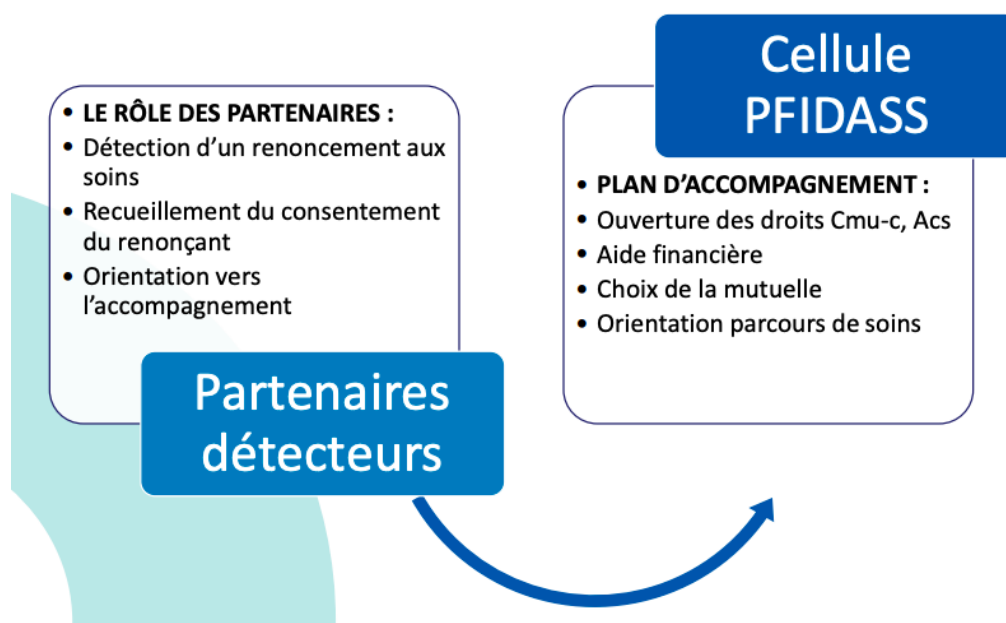 • LE RÔLE DES PARTENAIRES :
• Détection d’un renoncement aux
soins
• Recueillement du consentement
du renonçant
• Orientation vers
l’accompagnement
Partenaires
détecteurs
Cellule
PFIDASS
• PLAN D’ACCOMPAGNEMENT :
• Ouverture des droits Cmu-c, Acs
• Aide financière
• Choix de la mutuelle
• Orientation parcours de soins